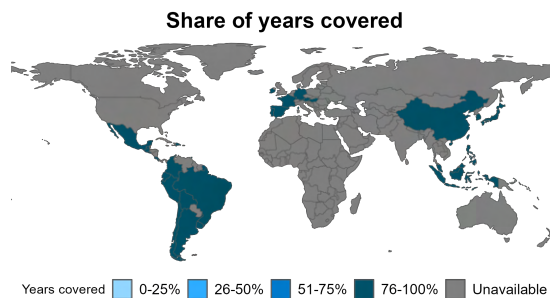 Share of years covered
Years covered 0-25% 26-50% 51-75% 76-100% Unavailable